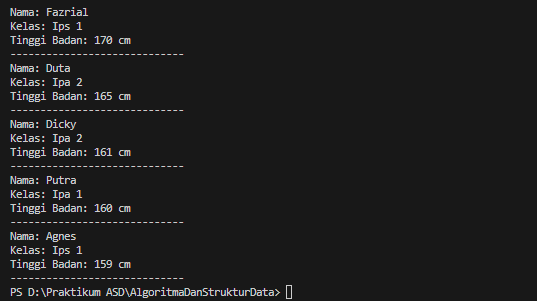 Nama: Fazrial
Kelas: Ips 1
Tinggi Badan: 170 cm
-----------------------------
Nama: Duta
Kelas: Ipa 2
Tinggi Badan: 165 cm
-----------------------------
Nama: Dicky
Kelas: Ipa 2
Tinggi Badan: 161 cm
-----------------------------
Nama: Putra
Kelas: Ipa 1
Tinggi Badan: 160 cm
-----------------------------
Nama: Agnes
Kelas: Ips 1
Tinggi Badan: 159 cm
-----------------------------
PS D:\Praktikum ASD\AlgoritmaDanStrukturData>